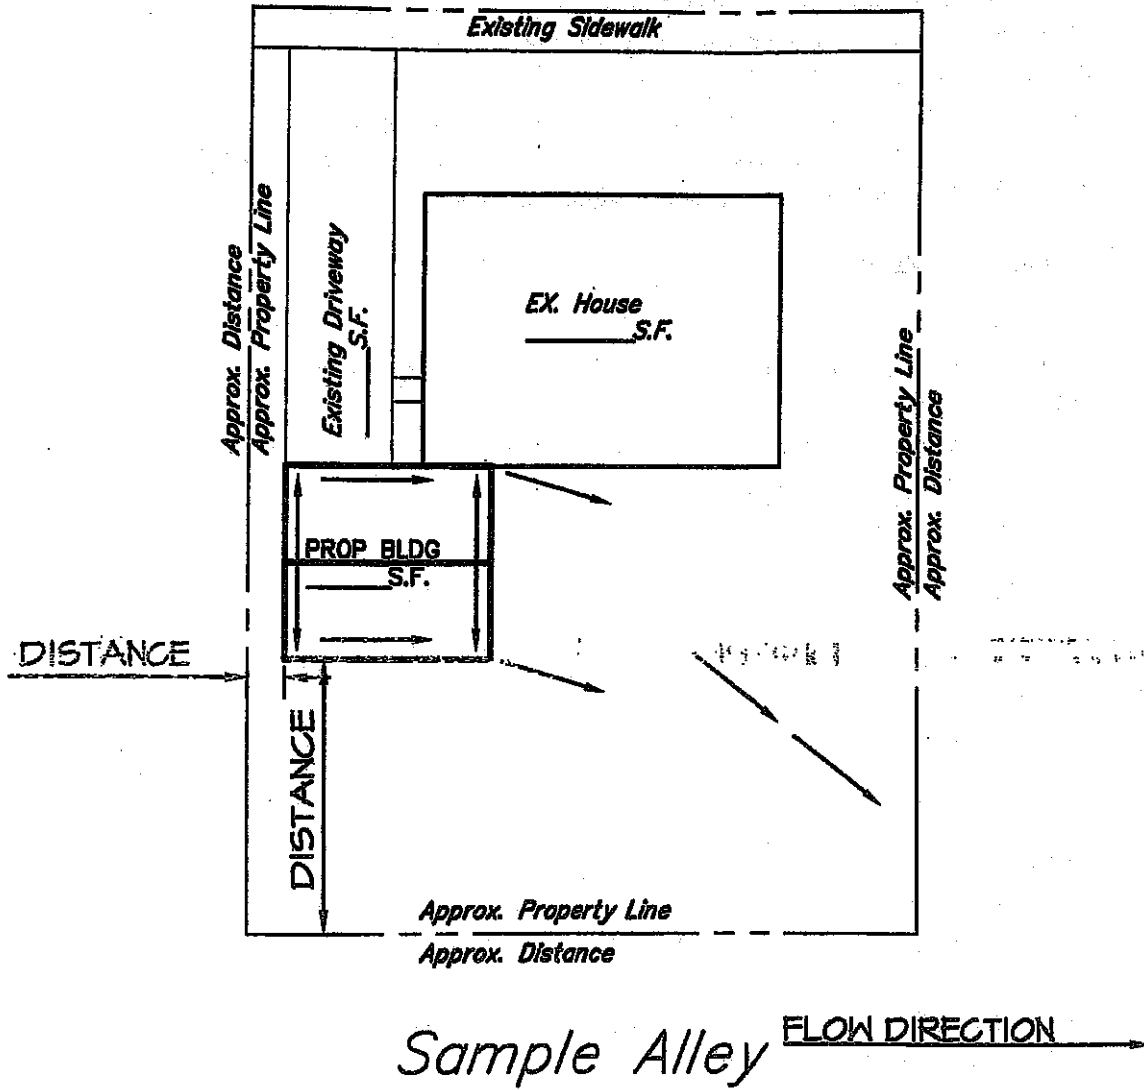 Existing Sidewalk
Approx. Distance
Approx. Property Line
Existing Driveway
S.F.
EX. House
S.F.
Approx. Property Line
Approx. Distance
PROP BLDG
S.F.
DISTANCE
DISTANCE
Approx. Property Line
Approx. Distance
Sample Alley
FLOW DIRECTION